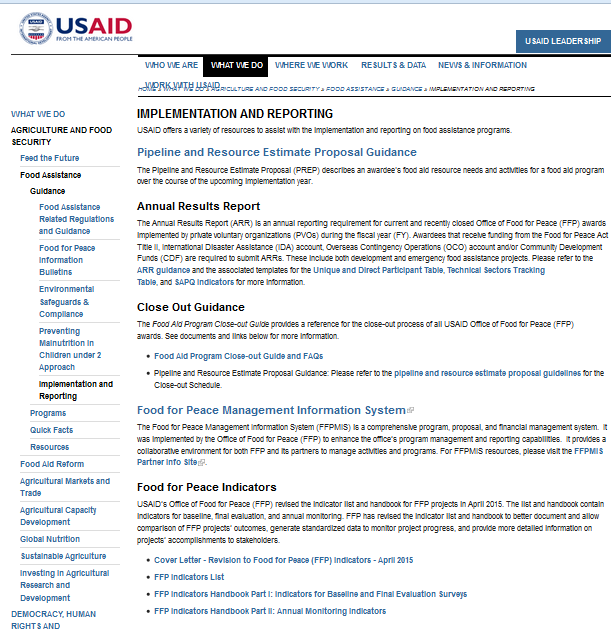 USAID
FROM THE AMERICAN PEOPLE
USAID LEADERSHIP
WHO WE ARE
WHAT WE DO
WHERE WE WORK
RESULTS & DATA
NEWS & INFORMATION
WORK WITH USAID
HOME » WHAT WE DO » AGRICULTURE AND FOOD SECURITY » FOOD ASSISTANCE » GUIDANCE » IMPLEMENTATION AND REPORTING
WHAT WE DO
AGRICULTURE AND FOOD
SECURITY
Feed the Future
Food Assistance
Guidance
Food Assistance
Related Regulations
and Guidance
Food for Peace
Information
Bulletins
Environmental
Safeguards &
Compliance
Preventing
Malnutrition in
Children under 2
Approach
Implementation and
Reporting
Programs
Quick Facts
Resources
Food Aid Reform
Agricultural Markets and
Trade
Agricultural Capacity
Development
Global Nutrition
Sustainable Agriculture
Investing in Agricultural
Research and
Development
DEMOCRACY, HUMAN
RIGHTS AND
IMPLEMENTATION AND REPORTING
USAID offers a variety of resources to assist with the implementation and reporting on food assistance programs.
Pipeline and Resource Estimate Proposal Guidance
The Pipeline and Resource Estimate Proposal (PREP) describes an awardee's food aid resource needs and activities for a food aid program
over the course of the upcoming implementation year.
Annual Results Report
The Annual Results Report (ARR) is an annual reporting requirement for current and recently closed Office of Food for Peace (FFP) awards
implemented by private voluntary organizations (PVOs) during the fiscal year (FY). Awardees that receive funding from the Food for Peace Act
Title II, International Disaster Assistance (IDA) account, Overseas Contingency Operations (OCO) account and/or Community Development
Funds (CDF) are required to submit ARRs. These include both development and emergency food assistance projects. Please refer to the
ARR guidance and the associated templates for the Unique and Direct Participant Table, Technical Sectors Tracking
Table, and SAPQ indicators for more information.
Close Out Guidance
The Food Aid Program Close-out Guide provides a reference for the close-out process of all USAID Office of Food for Peace (FFP)
awards. See documents and links below for more information.
• Food Aid Program Close-out Guide and FAQs
• Pipeline and Resource Estimate Proposal Guidance: Please refer to the pipeline and resource estimate proposal guidelines for the
Close-out Schedule.
Food for Peace Management Information System
The Food for Peace Management Information System (FFPMIS) is a comprehensive program, proposal, and financial management system. It
was implemented by the Office of Food for Peace (FFP) to enhance the office's program management and reporting capabilities. It provides a
collaborative environment for both FFP and its partners to manage activities and programs. For FFPMIS resources, please visit the FFPMIS
Partner Info Site.
Food for Peace Indicators
USAID's Office of Food for Peace (FFP) revised the indicator list and handbook for FFP projects in April 2015. The list and handbook contain
indicators for baseline, final evaluation, and annual monitoring. FFP has revised the indicator list and handbook to better document and allow
comparison of FFP projects' outcomes, generate standardized data to monitor project progress, and provide more detailed information on
projects' accomplishments to stakeholders.
• Cover Letter - Revision to Food for Peace (FFP) Indicators - April 2015
• FFP Indicators List
• FFP Indicators Handbook Part I: Indicators for Baseline and Final Evaluation Surveys
• FFP Indicators Handbook Part II: Annual Monitoring Indicators